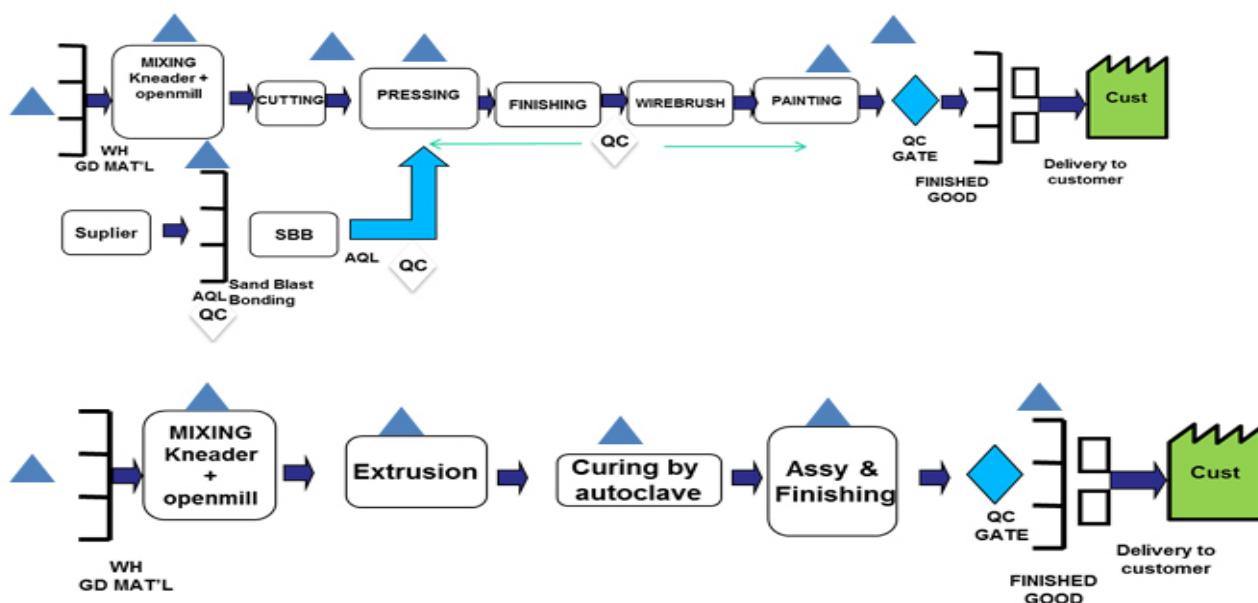 MIXING
Kneader +
openmill
CUTTING
PRESSING
FINISHING
WIREBRUSH
PAINTING
Cust
WH
GD MAT'L
QC
QC
GATE
FINISHED
GOOD
Delivery to
customer
Suplier
SBB
AQL
QC
AQL
Sand Blast
Bonding
QC
MIXING
Kneader
+
openmill
Extrusion
Curing by
autoclave
Assy &
Finishing
Cust
QC
GATE
WH
GD MAT'L
FINISHED
GOOD
Delivery to
customer